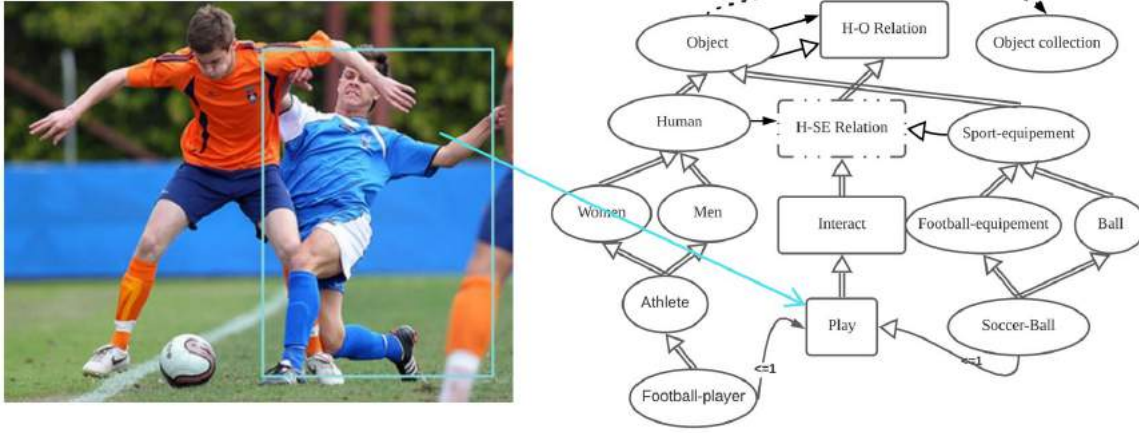 Object
H-O Relation
Object collection
Human
H-SE Relation
Sport-equipement
Women
Men
Interact
Football-equipement
Ball
Athlete
Play
Soccer-Ball
<=1
<=1
Football-player